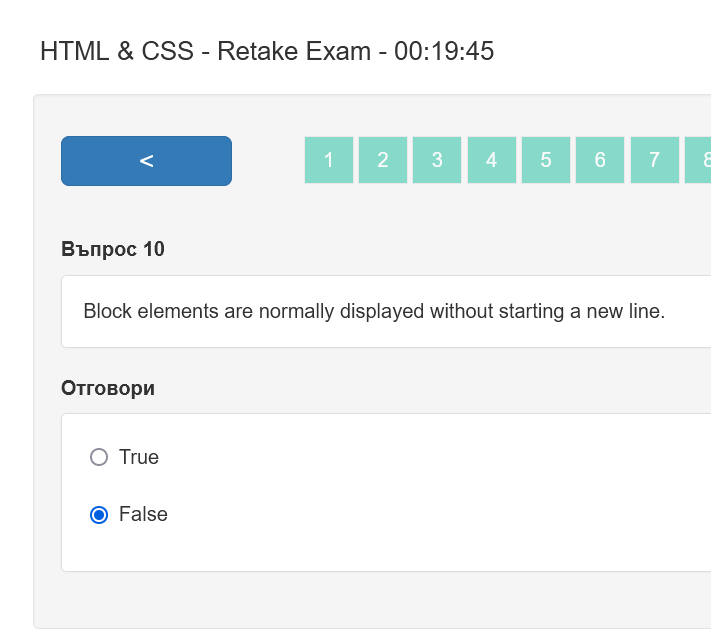 HTML & CSS - Retake Exam - 00:19:45
< 1 2 3 4 5 6 7 8
Въпрос 10
Block elements are normally displayed without starting a new line.
Отговори
True
False